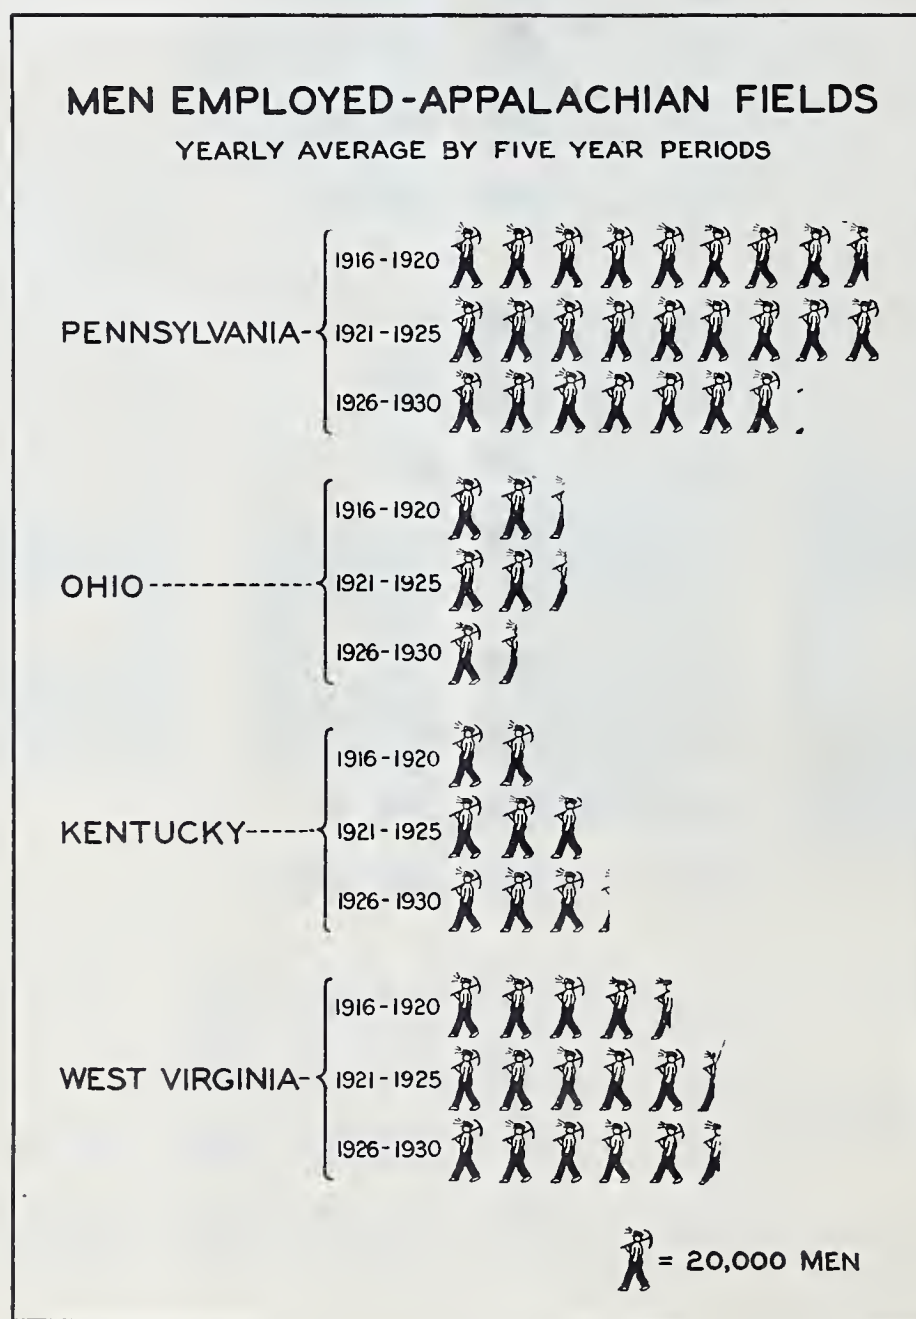 MEN EMPLOYED-APPALACHIAN FIELDS
YEARLY AVERAGE BY FIVE YEAR PERIODS
PENNSYLVANIA
1916-1920
1921-1925
1926-1930
OHIO
1916-1920
1921-1925
1926-1930
KENTUCKY
1916-1920
1921-1925
1926-1930
WEST VIRGINIA
1916-1920
1921-1925
1926-1930
= 20,000 MEN